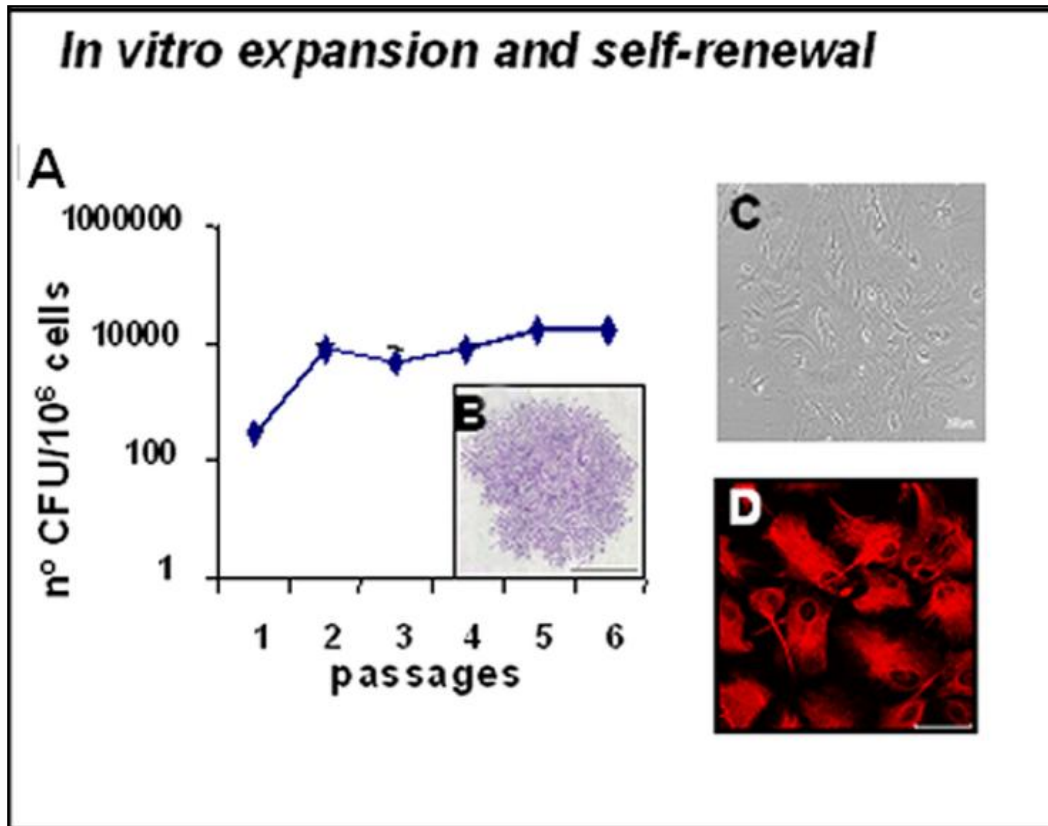 In vitro expansion and self-renewal
A
1000000
10000
100
1
nº CFU/10⁶ cells
1 2 3 4 5 6
passages
B
C
D